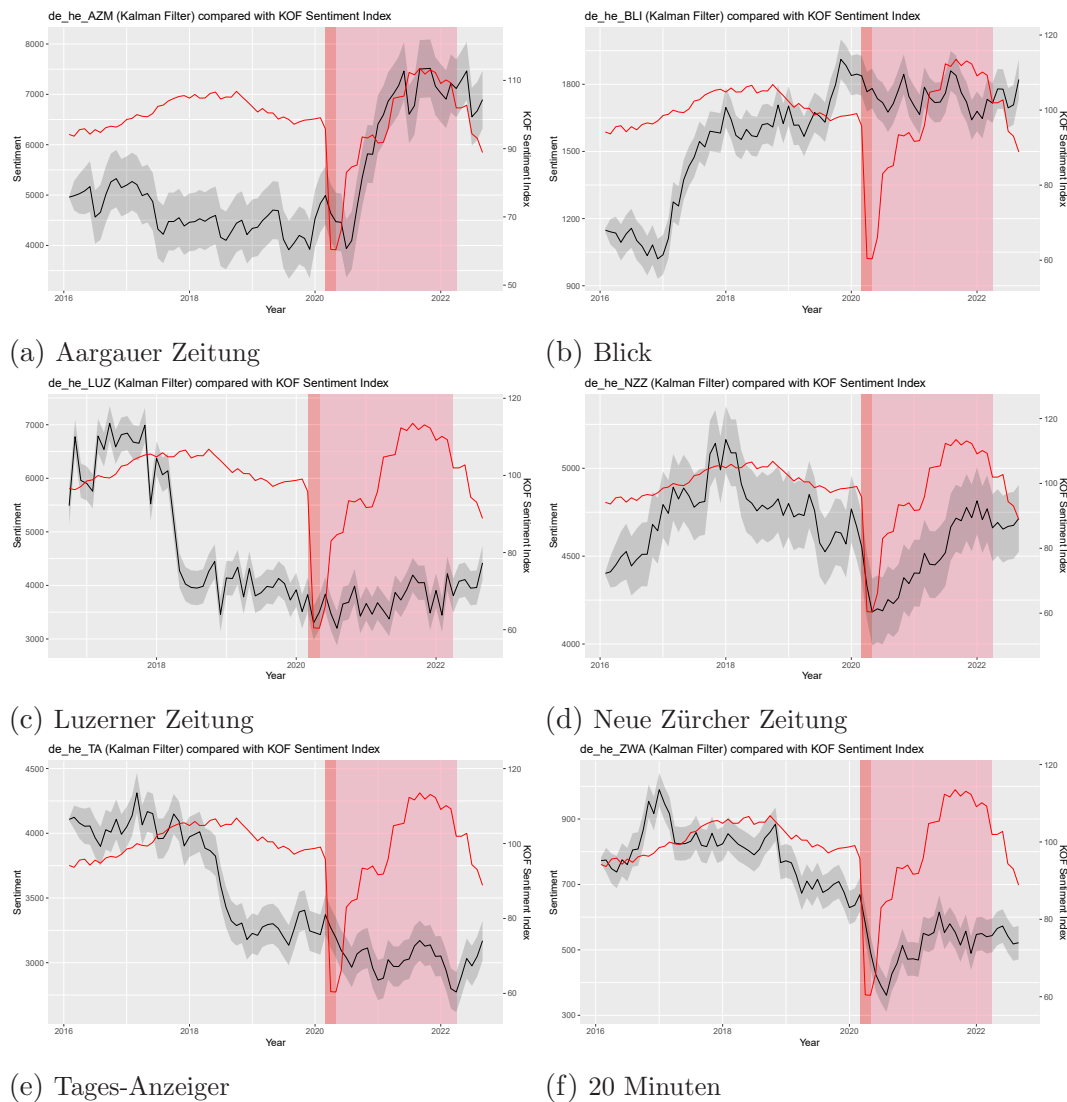 de_he_AZM (Kalman Filter) compared with KOF Sentiment Index
8000
7000
6000
5000
4000
Sentiment
110
90
70
50
KOF Sentiment Index
2016 2018 2020 2022
Year
(a) Aargauer Zeitung
de_he_BLI (Kalman Filter) compared with KOF Sentiment Index
1800
1500
1200
900
Sentiment
120
100
80
60
KOF Sentiment Index
2016 2018 2020 2022
Year
(b) Blick
de_he_LUZ (Kalman Filter) compared with KOF Sentiment Index
7000
6000
5000
4000
3000
Sentiment
120
100
80
60
KOF Sentiment Index
2018 2020 2022
Year
(c) Luzerner Zeitung
de_he_NZZ (Kalman Filter) compared with KOF Sentiment Index
5000
4500
4000
Sentiment
120
100
80
60
KOF Sentiment Index
2016 2018 2020 2022
Year
(d) Neue Zürcher Zeitung
de_he_TA (Kalman Filter) compared with KOF Sentiment Index
4500
4000
3500
3000
Sentiment
120
100
80
60
KOF Sentiment Index
2016 2018 2020 2022
Year
(e) Tages-Anzeiger
de_he_ZWA (Kalman Filter) compared with KOF Sentiment Index
900
700
500
300
Sentiment
120
100
80
60
KOF Sentiment Index
2016 2018 2020 2022
Year
(f) 20 Minuten